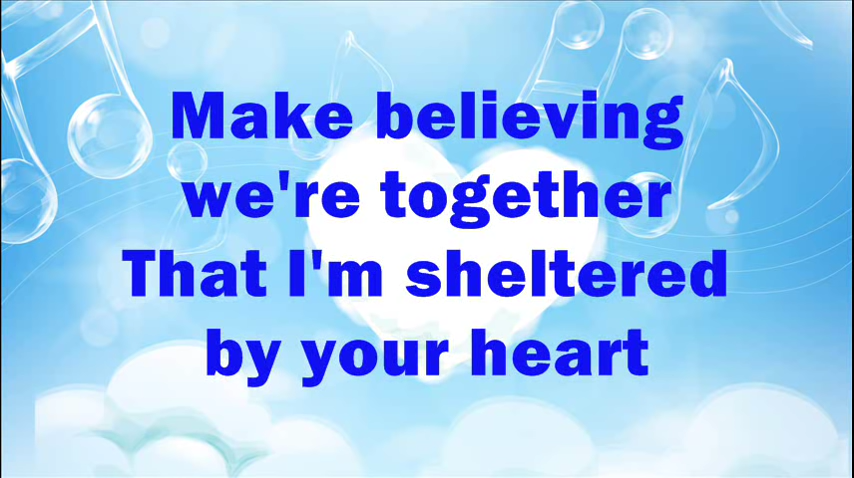 Make believing
we're together
That I'm sheltered
by your heart